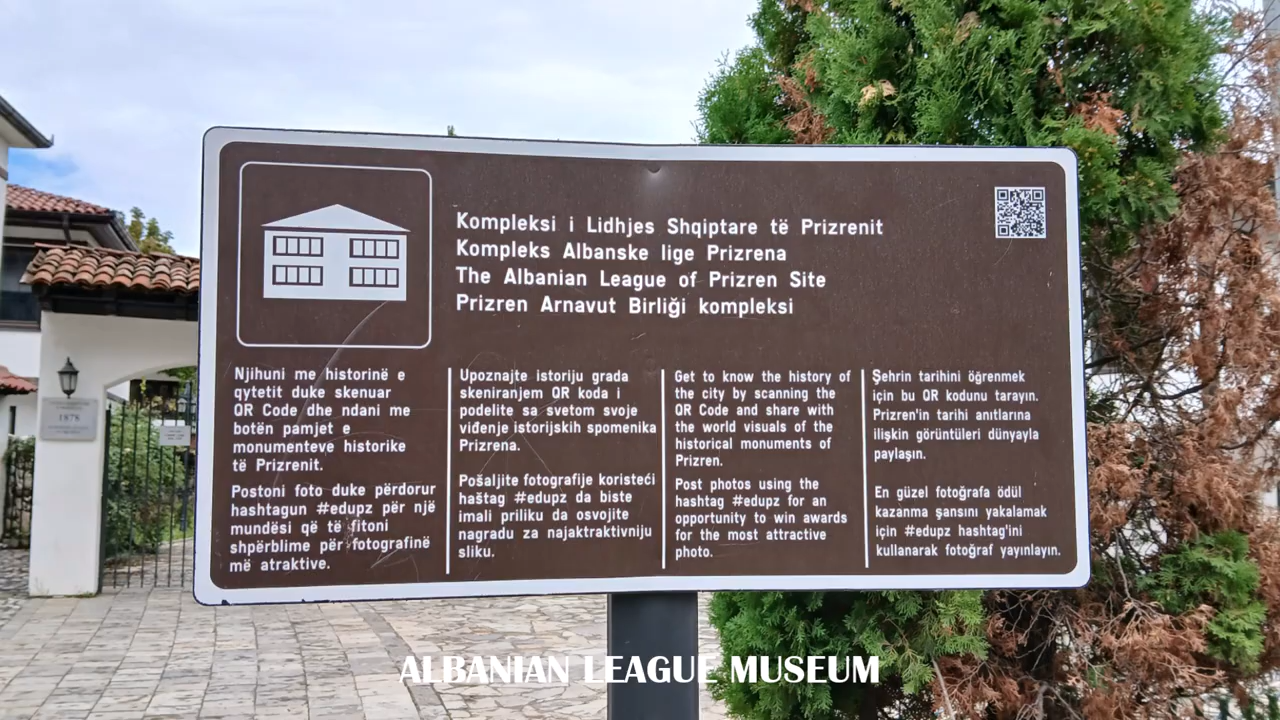 Kompleksi i Lidhjes Shqiptare të Prizrenit
Kompleks Albanske lige Prizrena
The Albanian League of Prizren Site
Prizren Arnavut Birliği kompleksi
Njihuni me historinë e
qytetit duke skenuar
QR Code dhe ndani me
botën pamjet e
monumenteve historike
të Prizrenit.
Postoni foto duke përdorur
hashtagun #edupz për një
mundësi që të fitoni
shpërblime për fotografinë
më atraktive.
Upoznajte istoriju grada
skeniranjem QR koda i
podelite sa svetom svoje
viđenje istorijskih spomenika
Prizrena.
Pošaljite fotografije koristeći
haštag #edupz da biste
imali priliku da osvojite
nagradu za najaktraktivniju
sliku.
Get to know the history of
the city by scanning the
QR Code and share with
the world visuals of the
historical monuments of
Prizren.
Post photos using the
hashtag #edupz for an
opportunity to win awards
for the most attractive
photo.
Şehrin tarihini öğrenmek
için bu QR kodunu tarayın.
Prizren'in tarihi anıtlarına
ilişkin görüntüleri dünyayla
paylaşın.
En güzel fotoğrafa ödül
kazanma şansını yakalamak
için #edupz hashtag'ini
kullanarak fotoğraf yayınlayın.
1878
ALBANIAN LEAGUE MUSEUM